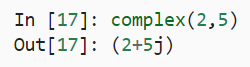 In [17]: complex(2,5)
Out[17]: (2+5j)